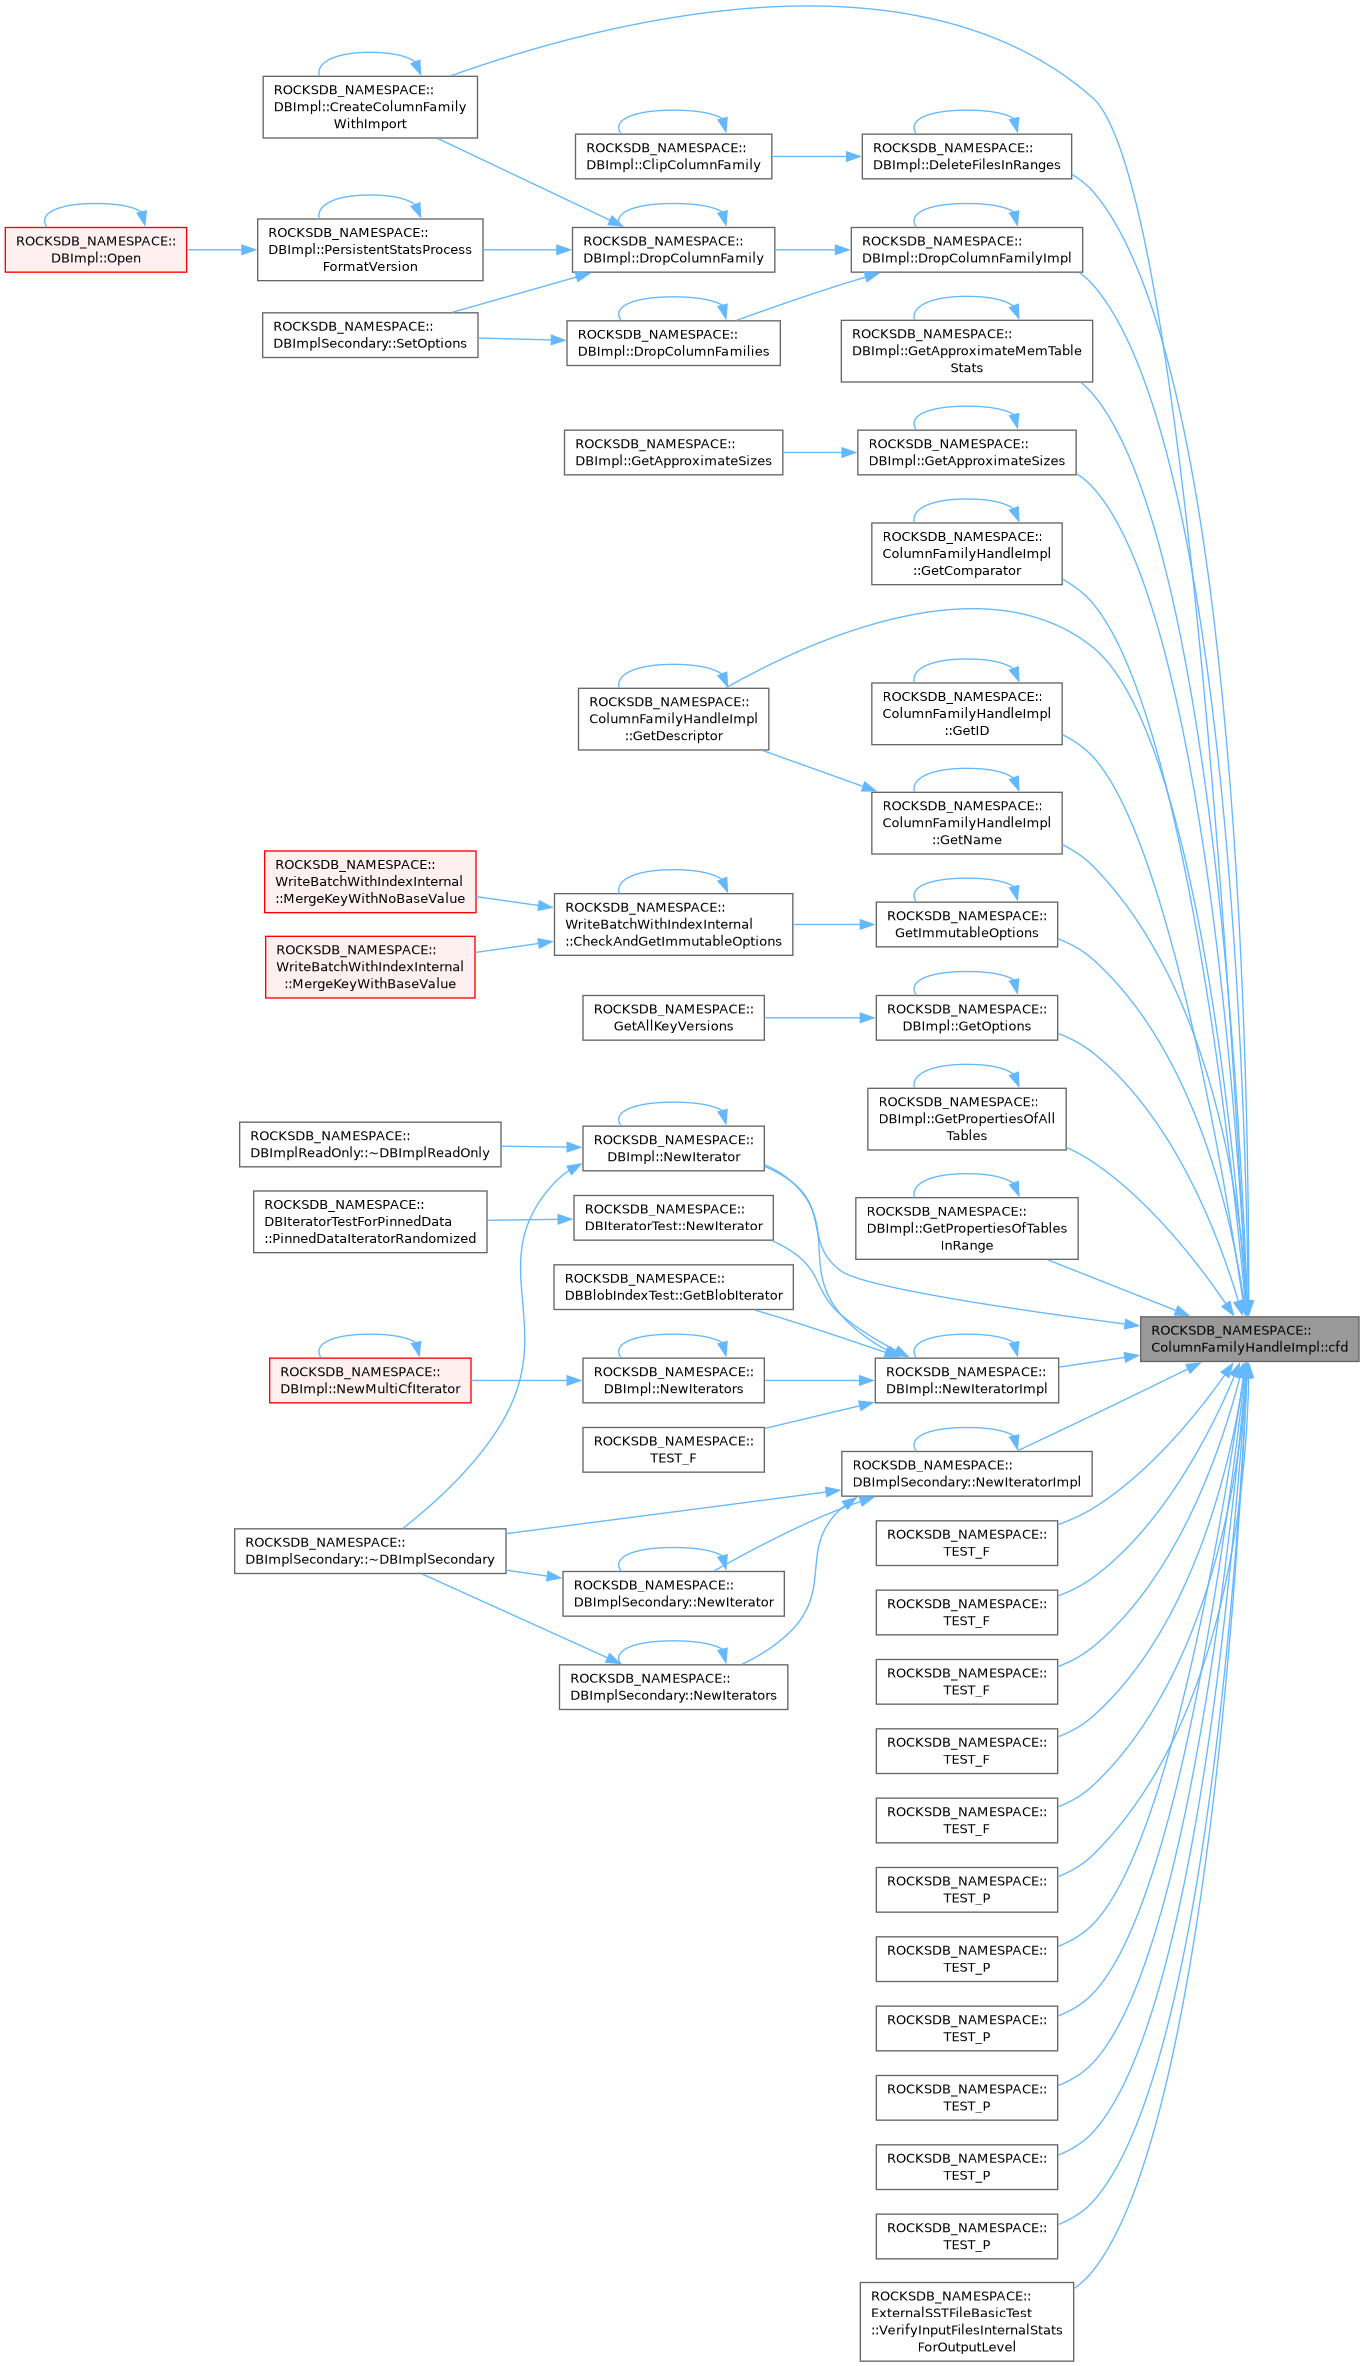 ROCKSDB_NAMESPACE::
DBImpl::CreateColumnFamily
WithImport
ROCKSDB_NAMESPACE::
DBImpl::ClipColumnFamily
ROCKSDB_NAMESPACE::
DBImpl::DeleteFilesInRanges
ROCKSDB_NAMESPACE::
DBImpl::Open
ROCKSDB_NAMESPACE::
DBImpl::PersistentStatsProcess
FormatVersion
ROCKSDB_NAMESPACE::
DBImpl::DropColumnFamily
ROCKSDB_NAMESPACE::
DBImpl::DropColumnFamilyImpl
ROCKSDB_NAMESPACE::
DBImplSecondary::SetOptions
ROCKSDB_NAMESPACE::
DBImpl::DropColumnFamilies
ROCKSDB_NAMESPACE::
DBImpl::GetApproximateMemTable
Stats
ROCKSDB_NAMESPACE::
DBImpl::GetApproximateSizes
ROCKSDB_NAMESPACE::
DBImpl::GetApproximateSizes
ROCKSDB_NAMESPACE::
ColumnFamilyHandleImpl
::GetComparator
ROCKSDB_NAMESPACE::
ColumnFamilyHandleImpl
::GetDescriptor
ROCKSDB_NAMESPACE::
ColumnFamilyHandleImpl
::GetID
ROCKSDB_NAMESPACE::
ColumnFamilyHandleImpl
::GetName
ROCKSDB_NAMESPACE::
WriteBatchWithIndexInternal
::MergeKeyWithNoBaseValue
ROCKSDB_NAMESPACE::
WriteBatchWithIndexInternal
::CheckAndGetImmutableOptions
ROCKSDB_NAMESPACE::
GetImmutableOptions
ROCKSDB_NAMESPACE::
WriteBatchWithIndexInternal
::MergeKeyWithBaseValue
ROCKSDB_NAMESPACE::
GetAllKeyVersions
ROCKSDB_NAMESPACE::
DBImpl::GetOptions
ROCKSDB_NAMESPACE::
DBImpl::GetPropertiesOfAll
Tables
ROCKSDB_NAMESPACE::
DBImplReadOnly::~DBImplReadOnly
ROCKSDB_NAMESPACE::
DBImpl::NewIterator
ROCKSDB_NAMESPACE::
DBIteratorTestForPinnedData
::PinnedDataIteratorRandomized
ROCKSDB_NAMESPACE::
DBIteratorTest::NewIterator
ROCKSDB_NAMESPACE::
DBImpl::GetPropertiesOfTables
InRange
ROCKSDB_NAMESPACE::
DBBlobIndexTest::GetBlobIterator
ROCKSDB_NAMESPACE::
ColumnFamilyHandleImpl::cfd
ROCKSDB_NAMESPACE::
DBImpl::NewMultiCfIterator
ROCKSDB_NAMESPACE::
DBImpl::NewIterators
ROCKSDB_NAMESPACE::
DBImpl::NewIteratorImpl
ROCKSDB_NAMESPACE::
TEST_F
ROCKSDB_NAMESPACE::
DBImplSecondary::NewIteratorImpl
ROCKSDB_NAMESPACE::
DBImplSecondary::~DBImplSecondary
ROCKSDB_NAMESPACE::
TEST_F
ROCKSDB_NAMESPACE::
DBImplSecondary::NewIterator
ROCKSDB_NAMESPACE::
TEST_F
ROCKSDB_NAMESPACE::
DBImplSecondary::NewIterators
ROCKSDB_NAMESPACE::
TEST_F
ROCKSDB_NAMESPACE::
TEST_F
ROCKSDB_NAMESPACE::
TEST_F
ROCKSDB_NAMESPACE::
TEST_P
ROCKSDB_NAMESPACE::
TEST_P
ROCKSDB_NAMESPACE::
TEST_P
ROCKSDB_NAMESPACE::
TEST_P
ROCKSDB_NAMESPACE::
TEST_P
ROCKSDB_NAMESPACE::
TEST_P
ROCKSDB_NAMESPACE::
ExternalSSTFileBasicTest
::VerifyInputFilesInternalStats
ForOutputLevel